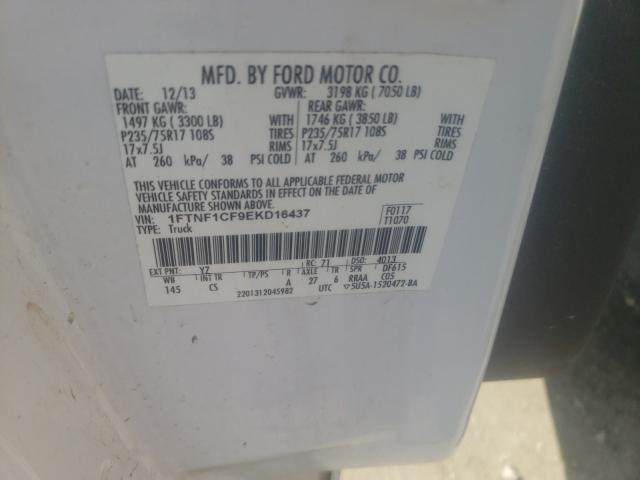 MFD. BY FORD MOTOR CO.
DATE: 12/13 GVWR: 3198 KG ( 7050 LB)
FRONT GAWR: REAR GAWR:
1497 KG ( 3300 LB) WITH 1746 KG ( 3850 LB) WITH
P235/75R17 108S TIRES P235/75R17 108S TIRES
17x7.5J RIMS 17x7.5J RIMS
AT 260 kPa/ 38 PSI COLD AT 260 kPa/ 38 PSI COLD
THIS VEHICLE CONFORMS TO ALL APPLICABLE FEDERAL MOTOR
VEHICLE SAFETY STANDARDS IN EFFECT ON THE DATE OF
MANUFACTURE SHOWN ABOVE.
VIN: 1FTNF1CF9EKD16437 F0117
TYPE: Truck T1070
EXT PNT: YZ RC: 71 DSO: 4013
WB INT TR TP/PS R AXLE TR SPR DF615
145 CS A 27 6 RRAA C05
2201312045982 UTC 5U5A-1520472-BA